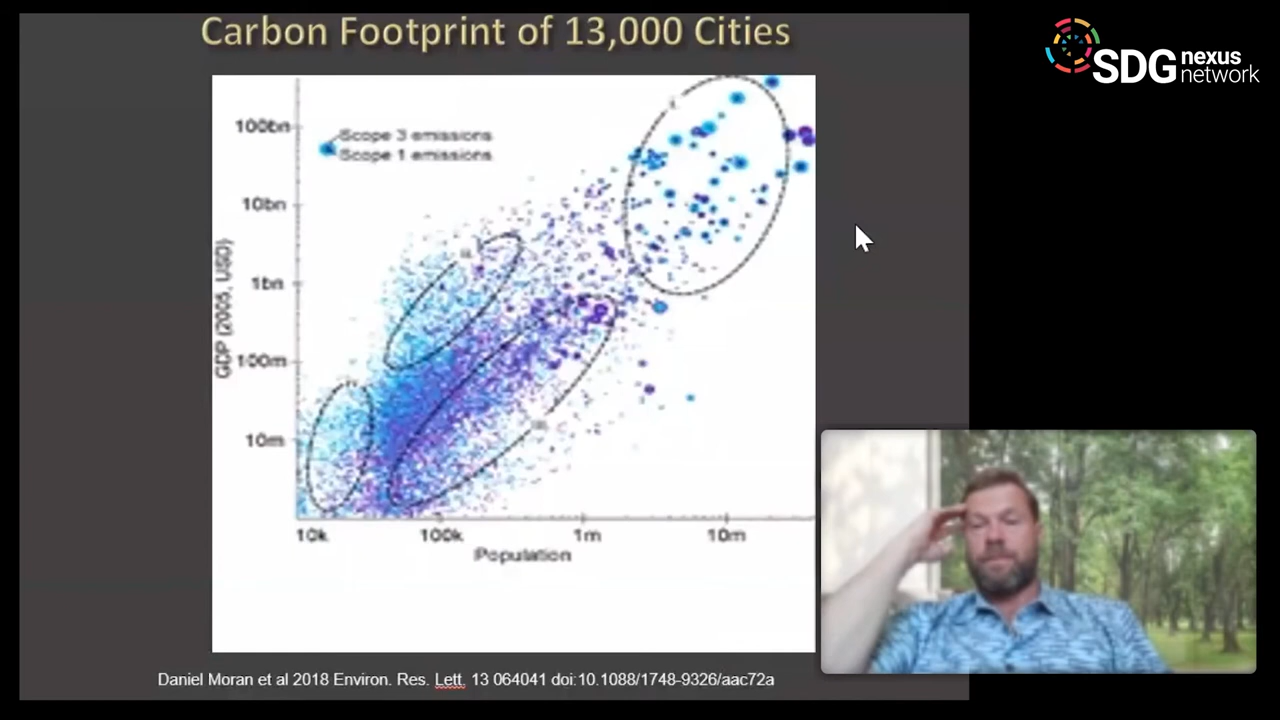 Carbon Footprint of 13,000 Cities
SDG nexus
network
100bn
Scope 3 emissions
Scope 1 emissions
10bn
GDP (2005, USD)
1bn
100m
10m
10k 100k 1m 10m
Population
Daniel Moran et al 2018 Environ. Res. Lett. 13 064041 doi:10.1088/1748-9326/aac72a